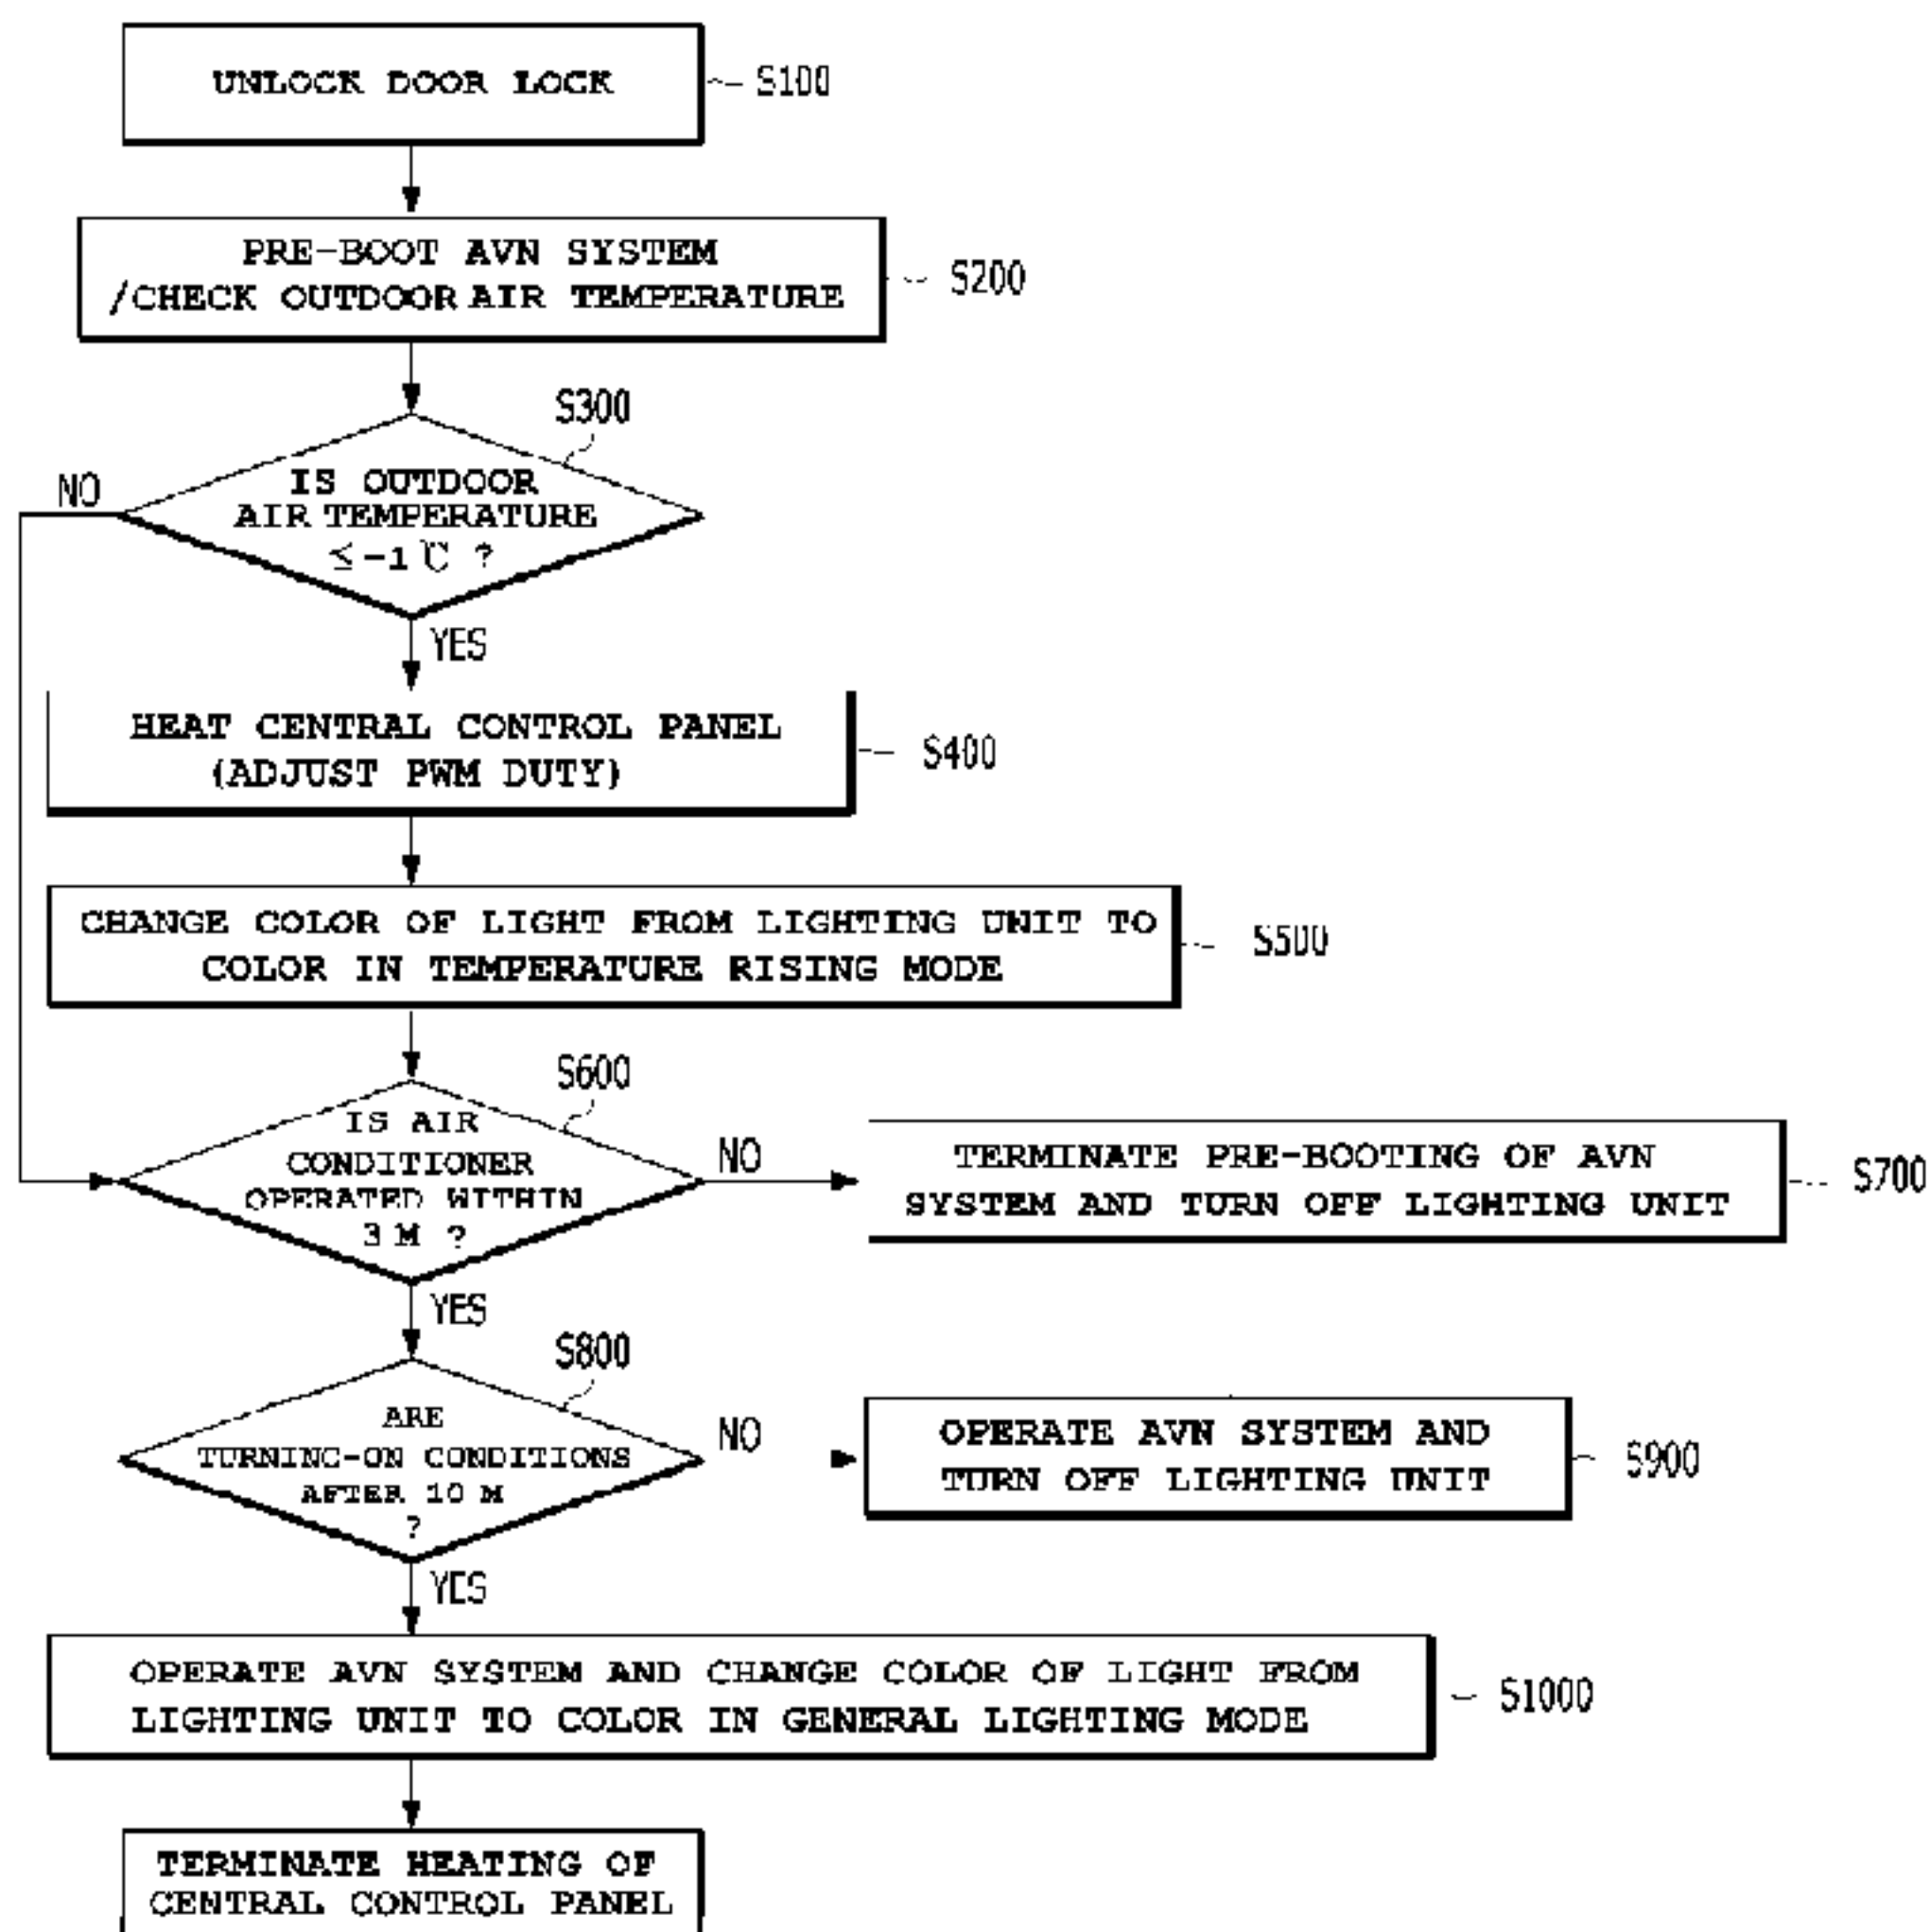 UNLOCK DOOR LOCK
S100
PRE-BOOT AVN SYSTEM
/CHECK OUTDOOR AIR TEMPERATURE
S200
S300
IS OUTDOOR
AIR TEMPERATURE
≤-1℃ ?
NO
YES
HEAT CENTRAL CONTROL PANEL
(ADJUST PWM DUTY)
S400
CHANGE COLOR OF LIGHT FROM LIGHTING UNIT TO
COLOR IN TEMPERATURE RISING MODE
S500
S600
IS AIR
CONDITIONER
OPERATED WITHIN
3 M ?
NO
YES
TERMINATE PRE-BOOTING OF AVN
SYSTEM AND TURN OFF LIGHTING UNIT
S700
S800
ARE
TURNING-ON CONDITIONS
AFTER 10 M
?
NO
YES
OPERATE AVN SYSTEM AND
TURN OFF LIGHTING UNIT
S900
OPERATE AVN SYSTEM AND CHANGE COLOR OF LIGHT FROM
LIGHTING UNIT TO COLOR IN GENERAL LIGHTING MODE
S1000
TERMINATE HEATING OF
CENTRAL CONTROL PANEL